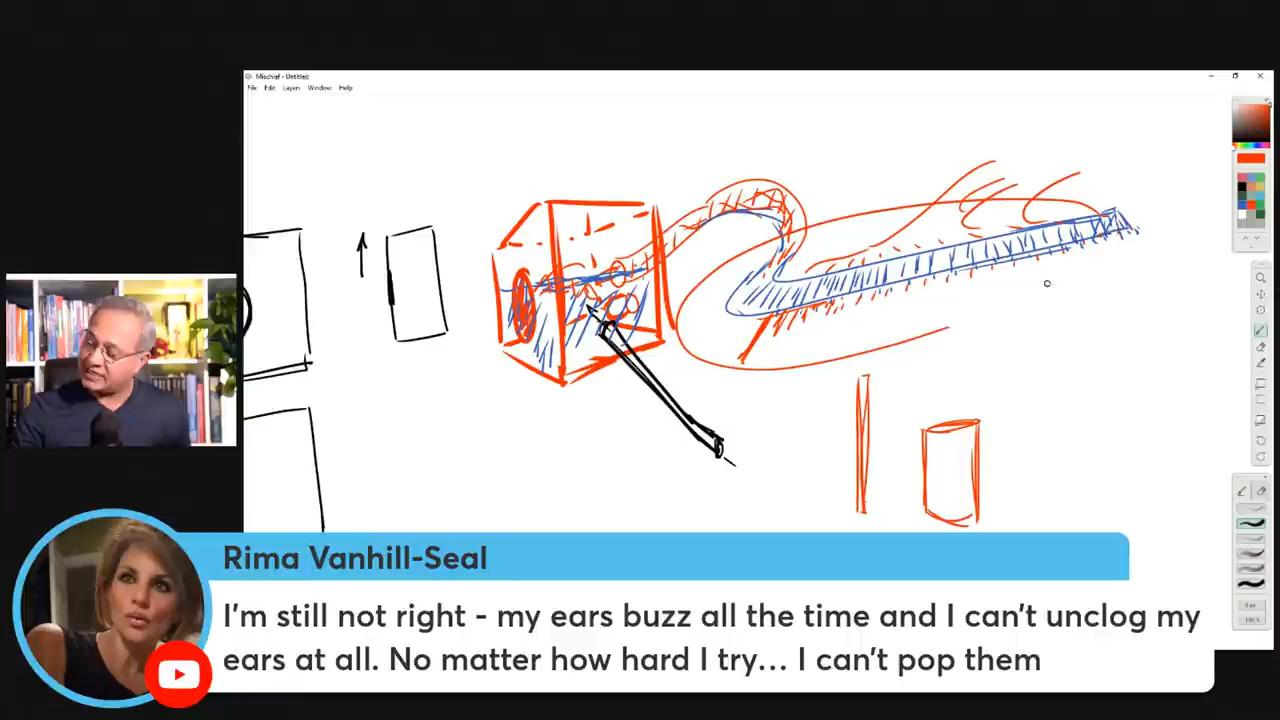 Mischief - Untitled
File Edit Layers Window Help
Rima Vanhill-Seal
I'm still not right - my ears buzz all the time and I can't unclog my
ears at all. No matter how hard I try... I can't pop them